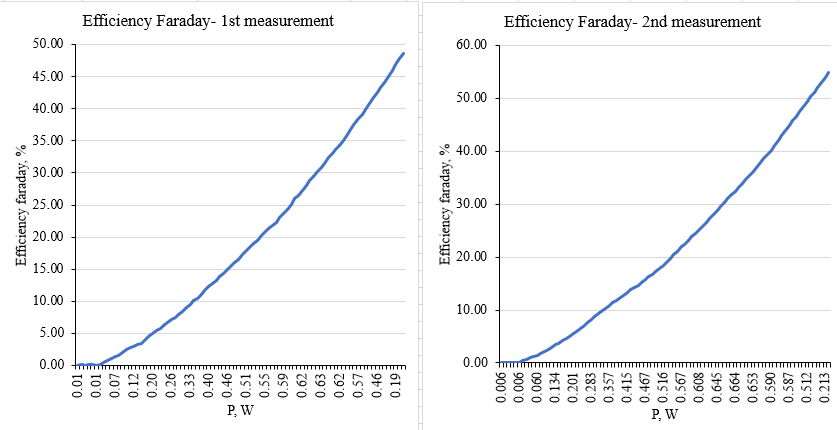 Efficiency Faraday- 1st measurement
50.00
45.00
40.00
35.00
30.00
25.00
20.00
15.00
10.00
5.00
0.00
Efficiency faraday, %
0.01 0.01 0.07 0.12 0.20 0.26 0.33 0.40 0.46 0.51 0.55 0.59 0.62 0.63 0.62 0.57 0.46 0.19
P, W
Efficiency Faraday- 2nd measurement
60.00
50.00
40.00
30.00
20.00
10.00
0.00
Efficiency faraday, %
0.006 0.006 0.060 0.134 0.201 0.283 0.357 0.415 0.467 0.516 0.567 0.608 0.645 0.664 0.653 0.590 0.587 0.512 0.213
P, W